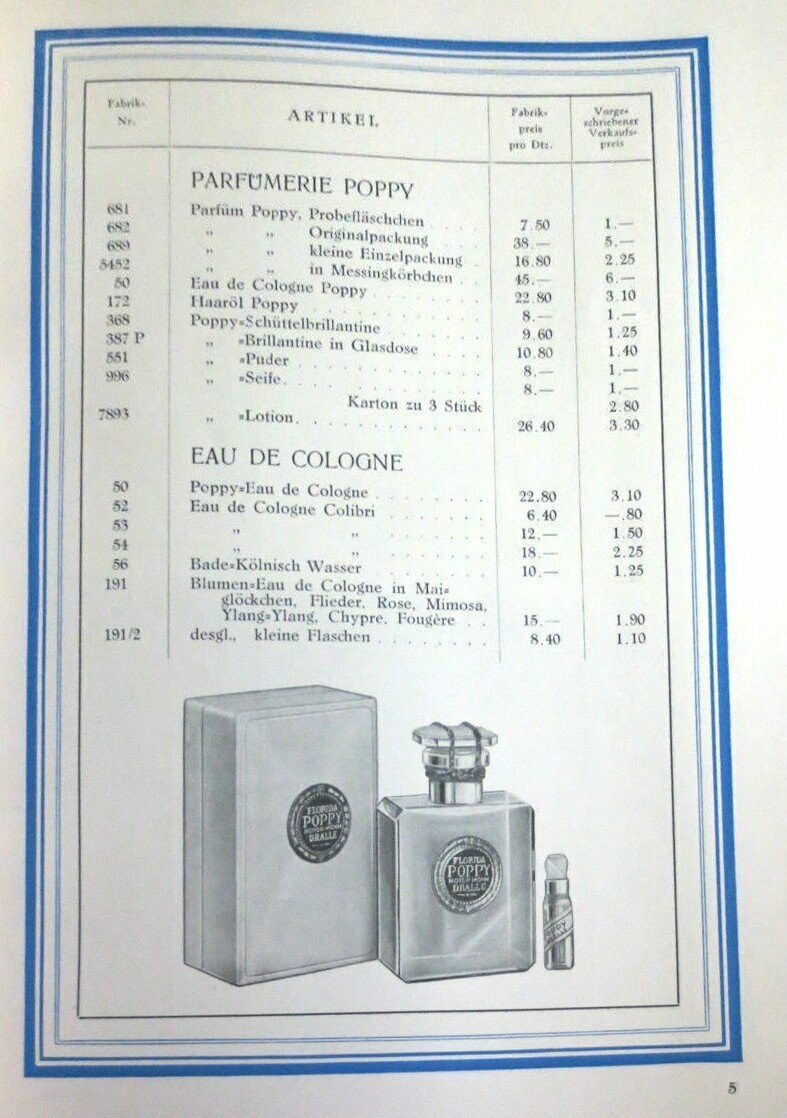 Fabrik-
Nr.
ARTIKEL
Fabrik-
preis
pro Dtz.
Vorge-
schriebener
Verkaufs-
preis
PARFÜMERIE POPPY
681 Parfüm Poppy, Probefläschchen . . . . 7.50 1.—
682 „ „ Originalpackung . . . 38.— 5.—
689 „ „ kleine Einzelpackung . 16.80 2.25
5452 „ „ in Messingkörbchen . . 45.— 6.—
50 Eau de Cologne Poppy . . . . . . . 22.80 3.10
172 Haaröl Poppy . . . . . . . . . . 8.— 1.—
368 Poppy-Schüttelbrillantine . . . . . . 9.60 1.25
387 P „ -Brillantine in Glasdose . . . . 10.80 1.40
551 „ -Puder . . . . . . . . . . 8.— 1.—
996 „ -Seife . . . . . . . . . . 8.— 1.—
Karton zu 3 Stück 2.80
7893 „ -Lotion . . . . . . . . . . 26.40 3.30
EAU DE COLOGNE
50 Poppy-Eau de Cologne . . . . . . . 22.80 3.10
52 Eau de Cologne Colibri . . . . . . 6.40 —.80
53 „ „ . . . . . . 12.— 1.50
54 „ „ . . . . . . 18.— 2.25
56 Bade-Kölnisch Wasser . . . . . . 10.— 1.25
191 Blumen-Eau de Cologne in Mai-
glöckchen, Flieder, Rose, Mimosa,
Ylang-Ylang, Chypre, Fougère . . 15.— 1.90
191/2 desgl., kleine Flaschen . . . . . . . 8.40 1.10
FLORIDA
POPPY
ROTER MOHN
DRALLE
FLORIDA
POPPY
ROTER MOHN
DRALLE
5